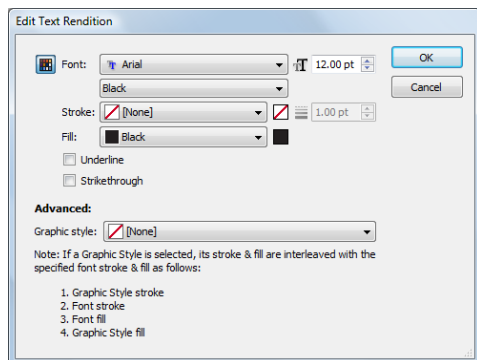 Edit Text Rendition
Font: Arial 12.00 pt OK
Black Cancel
Stroke: [None] 1.00 pt
Fill: Black
Underline
Strikethrough
Advanced:
Graphic style: [None]
Note: If a Graphic Style is selected, its stroke & fill are interleaved with the
specified font stroke & fill as follows:
1. Graphic Style stroke
2. Font stroke
3. Font fill
4. Graphic Style fill